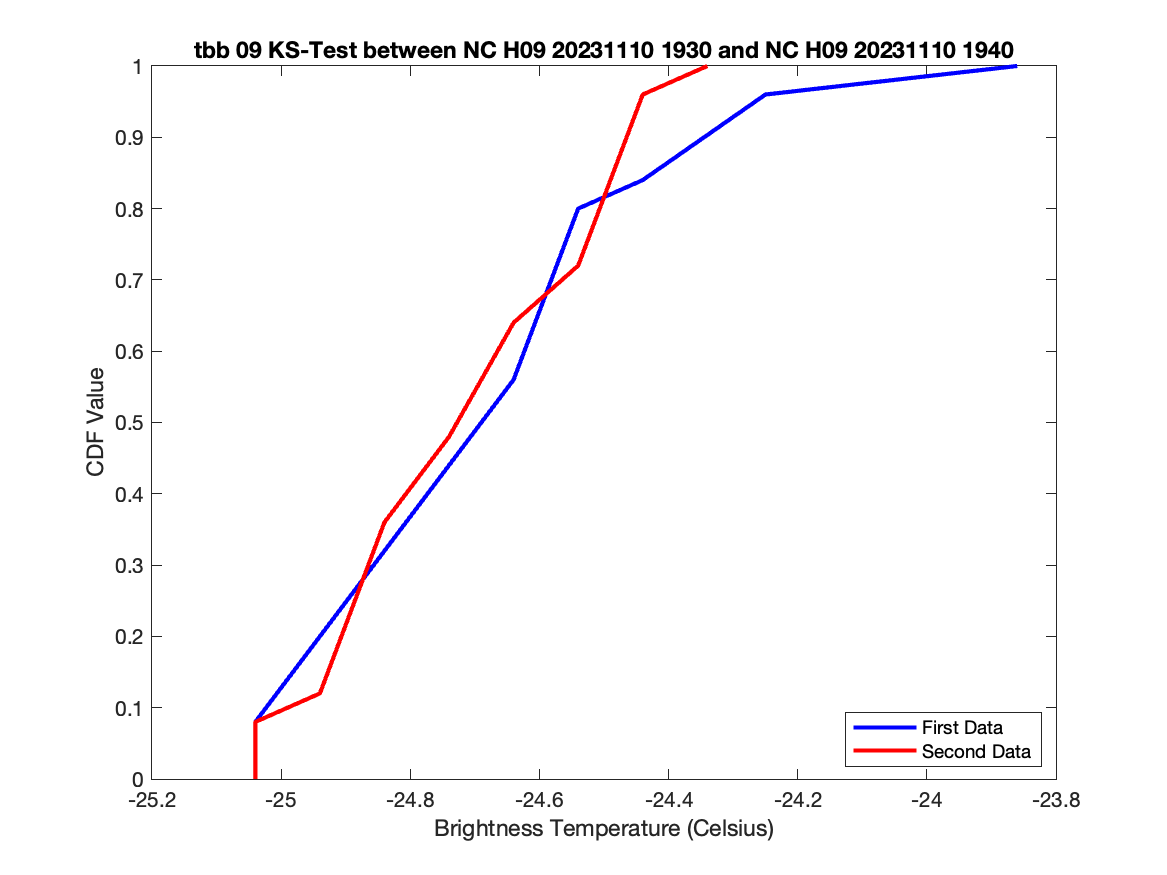 tbb 09 KS-Test between NC H09 20231110 1930 and NC H09 20231110 1940
1
0.9
0.8
0.7
0.6
0.5
0.4
0.3
0.2
0.1
0
CDF Value
First Data
Second Data
-25.2 -25 -24.8 -24.6 -24.4 -24.2 -24 -23.8
Brightness Temperature (Celsius)